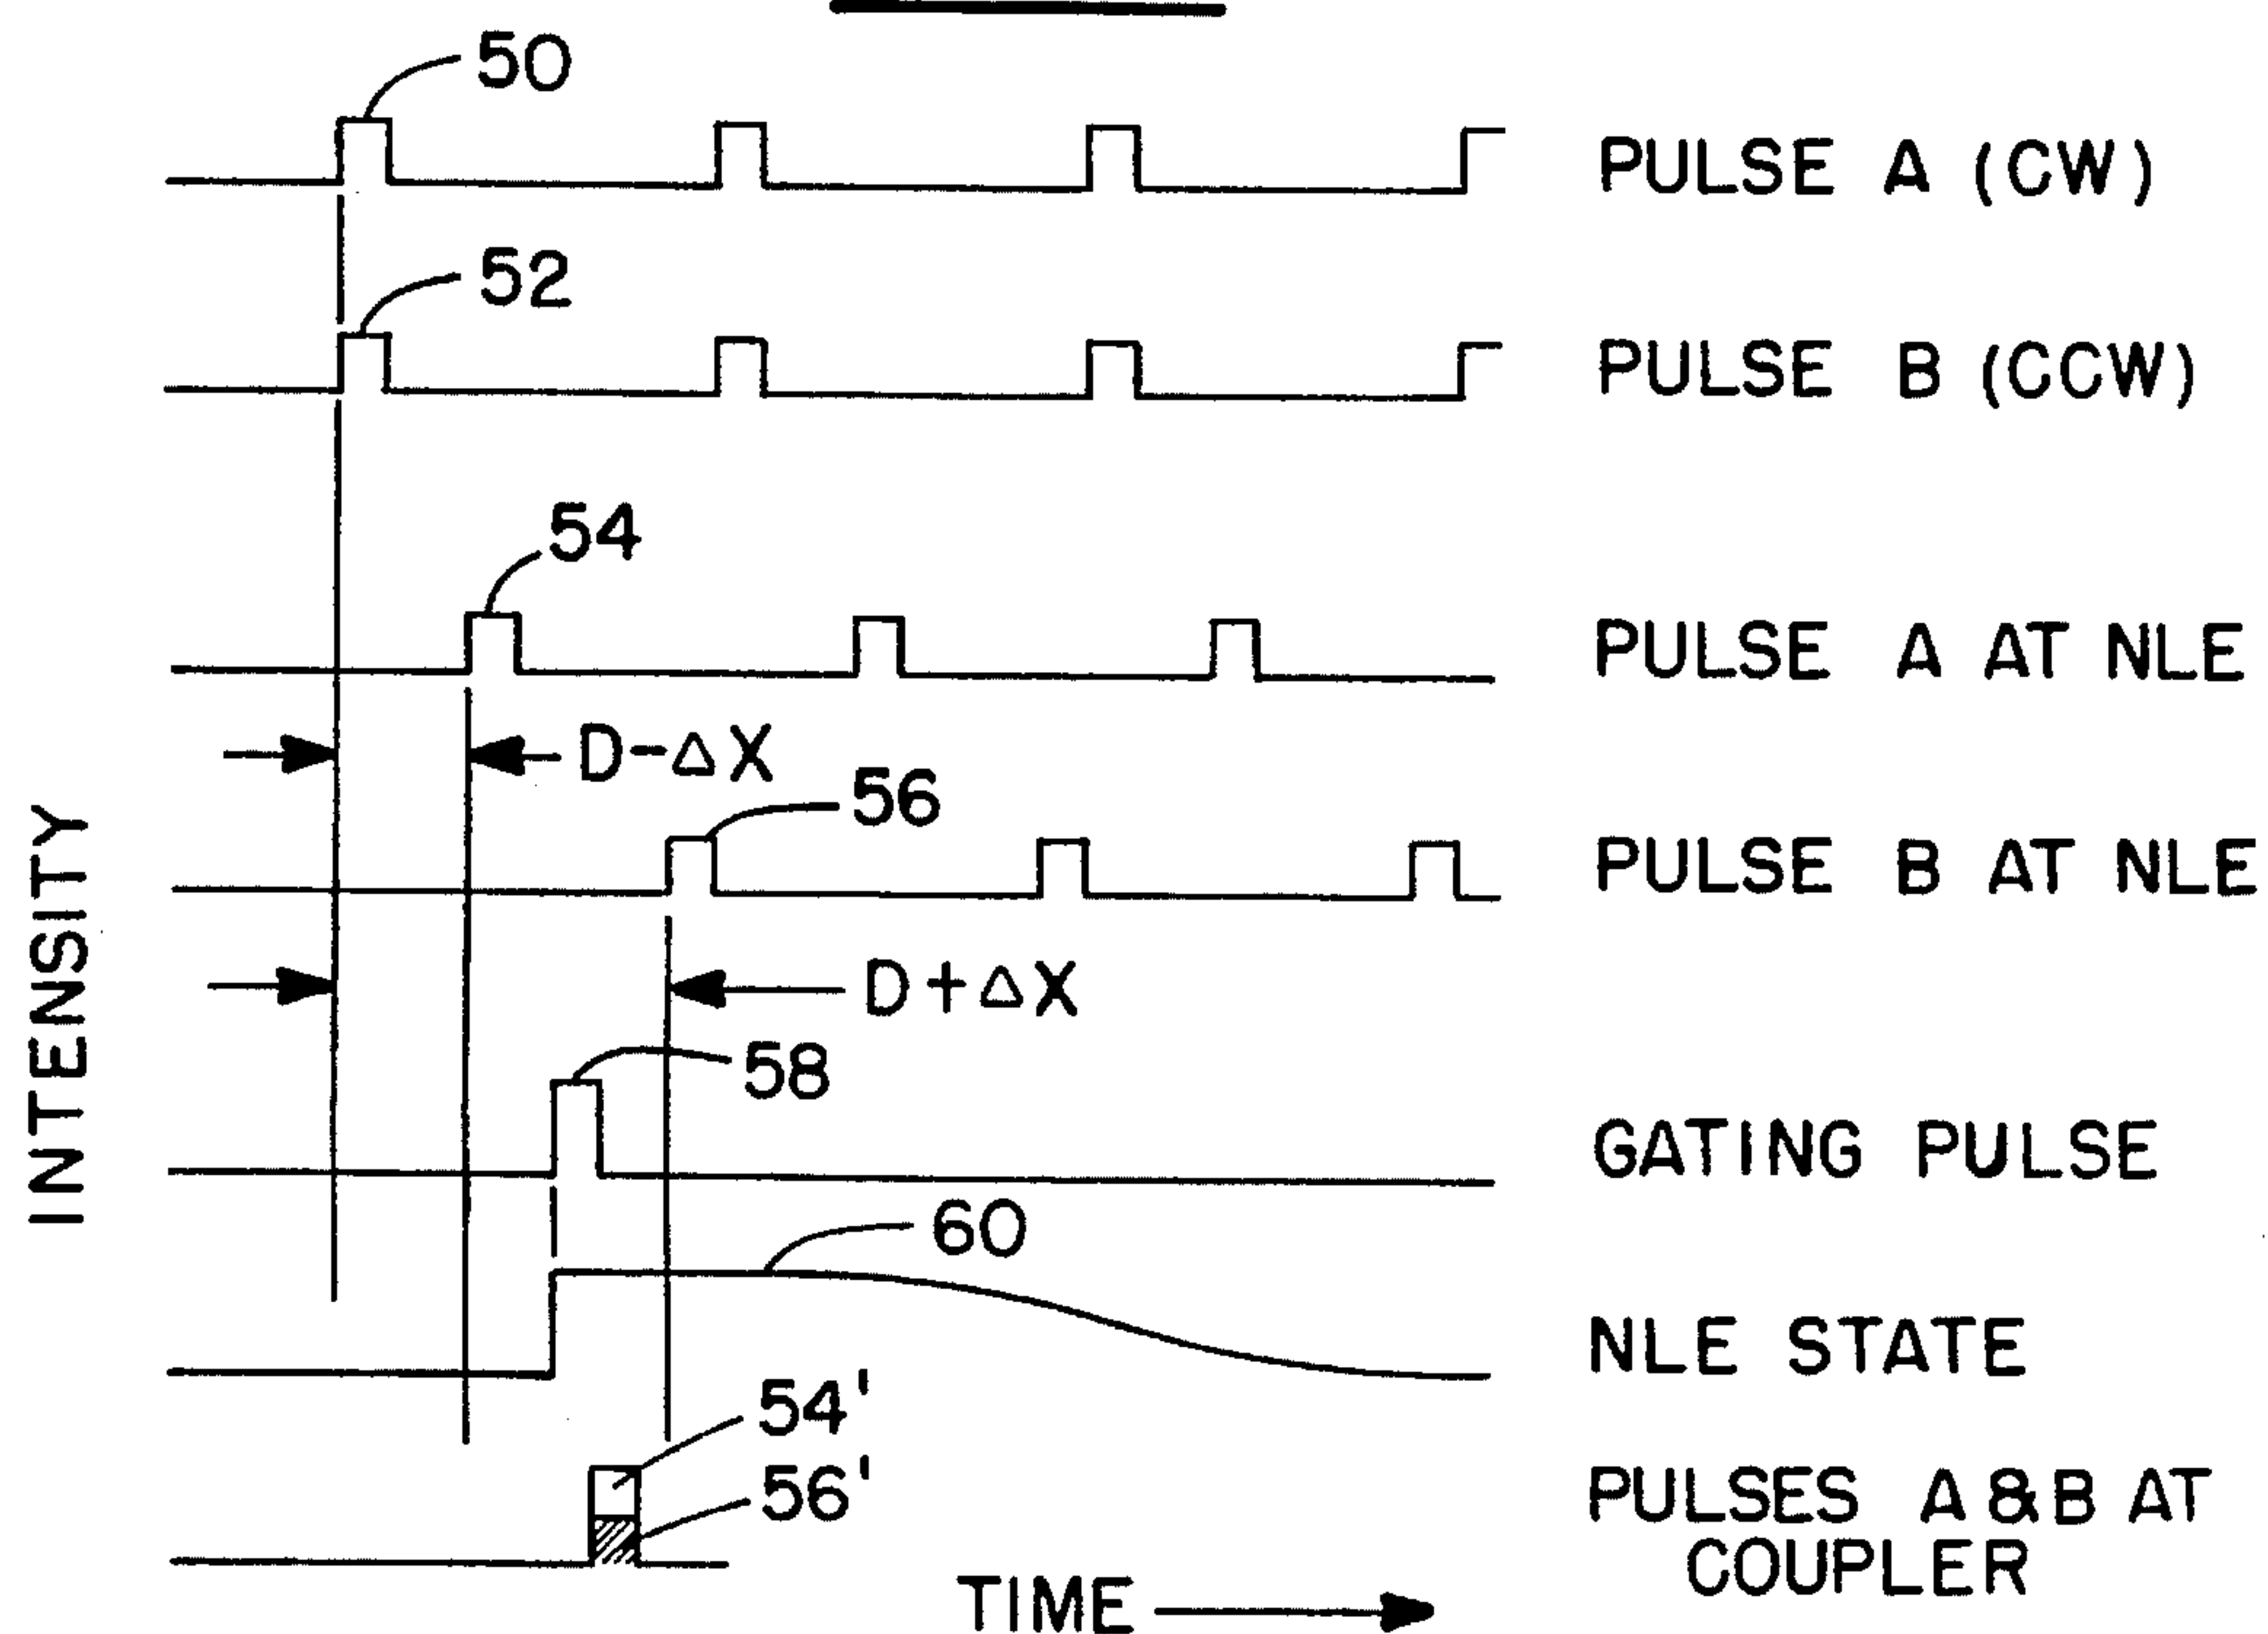 50
PULSE A (CW)
52
PULSE B (CCW)
54
PULSE A AT NLE
D-ΔX
56
PULSE B AT NLE
D+ΔX
58
GATING PULSE
60
NLE STATE
54'
56'
PULSES A & B AT
COUPLER
INTENSITY
TIME